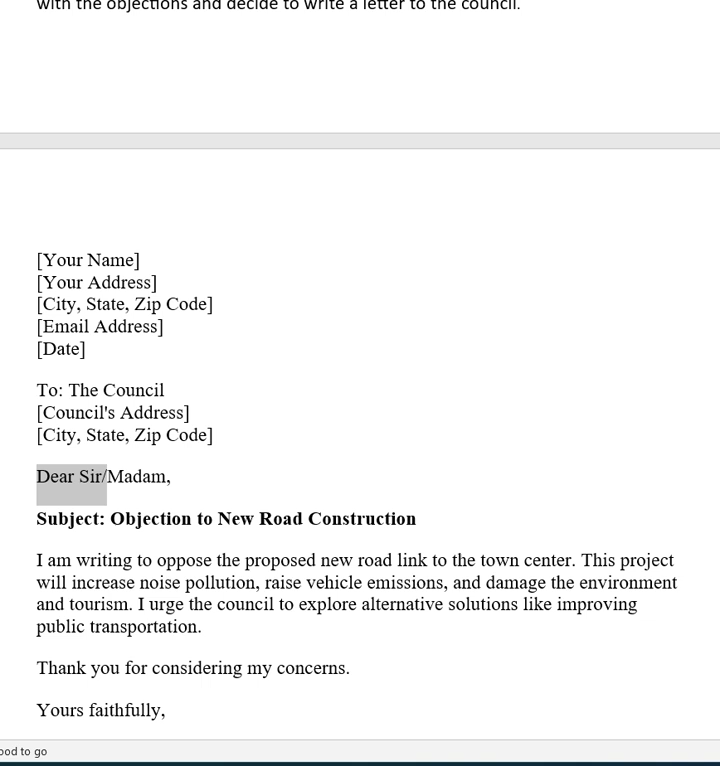 with the objections and decide to write a letter to the council.
[Your Name]
[Your Address]
[City, State, Zip Code]
[Email Address]
[Date]
To: The Council
[Council's Address]
[City, State, Zip Code]
Dear Sir/Madam,
Subject: Objection to New Road Construction
I am writing to oppose the proposed new road link to the town center. This project
will increase noise pollution, raise vehicle emissions, and damage the environment
and tourism. I urge the council to explore alternative solutions like improving
public transportation.
Thank you for considering my concerns.
Yours faithfully,
ood to go